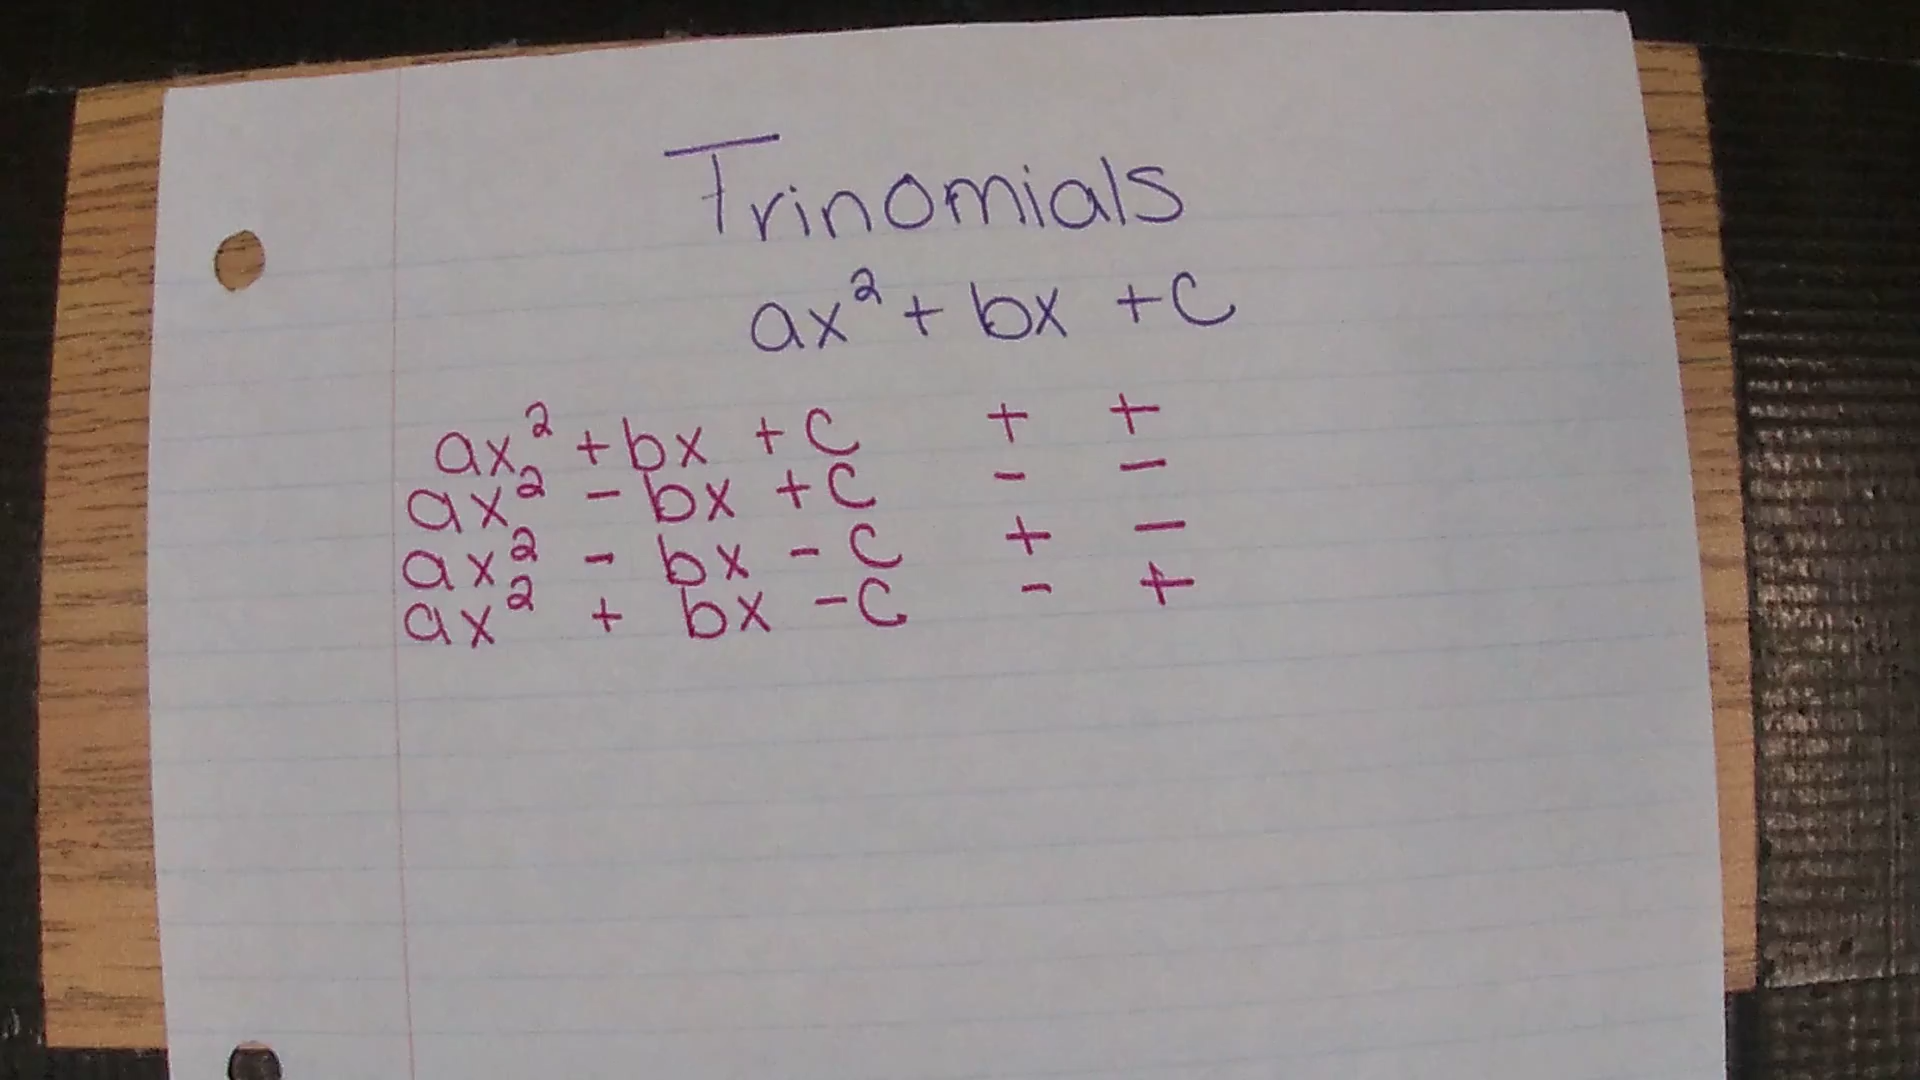 Trinomials
ax² + bx + c
ax² + bx + c + +
ax² - bx + c - -
ax² - bx - c + -
ax² + bx - c - +